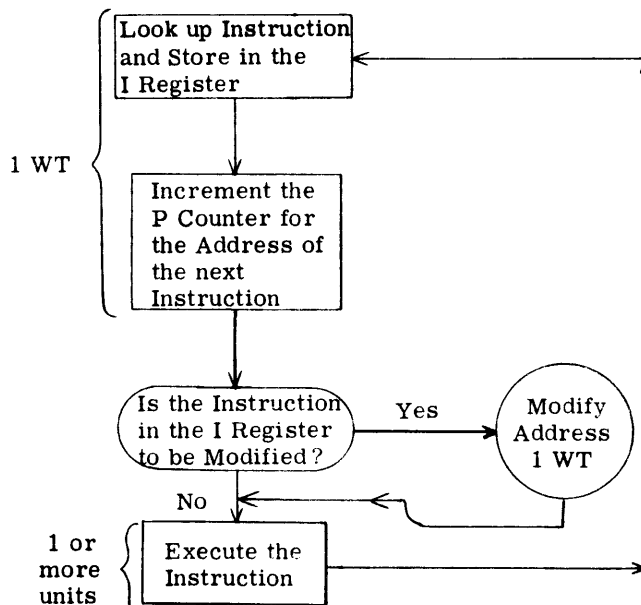 Look up Instruction
and Store in the
I Register
1 WT
Increment the
P Counter for
the Address of
the next
Instruction
Is the Instruction
in the I Register
to be Modified?
Yes
Modify
Address
1 WT
No
1 or
more
units
Execute the
Instruction